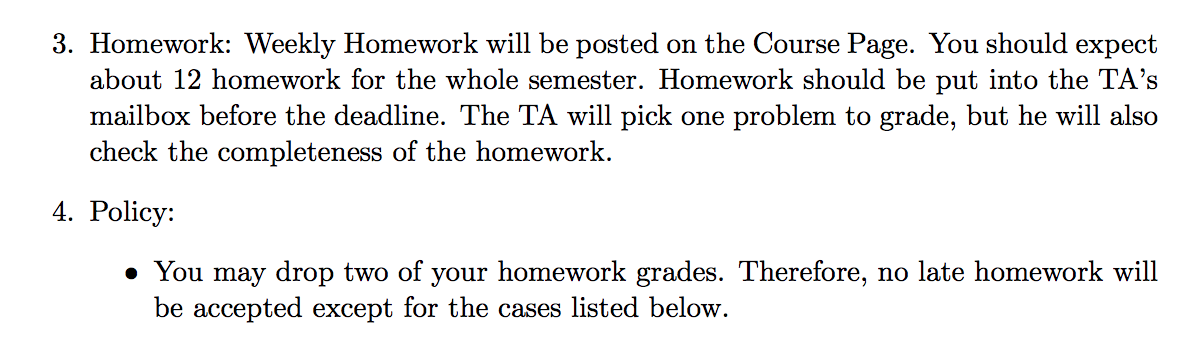 3. Homework: Weekly Homework will be posted on the Course Page. You should expect
about 12 homework for the whole semester. Homework should be put into the TA's
mailbox before the deadline. The TA will pick one problem to grade, but he will also
check the completeness of the homework.
4. Policy:
• You may drop two of your homework grades. Therefore, no late homework will
be accepted except for the cases listed below.